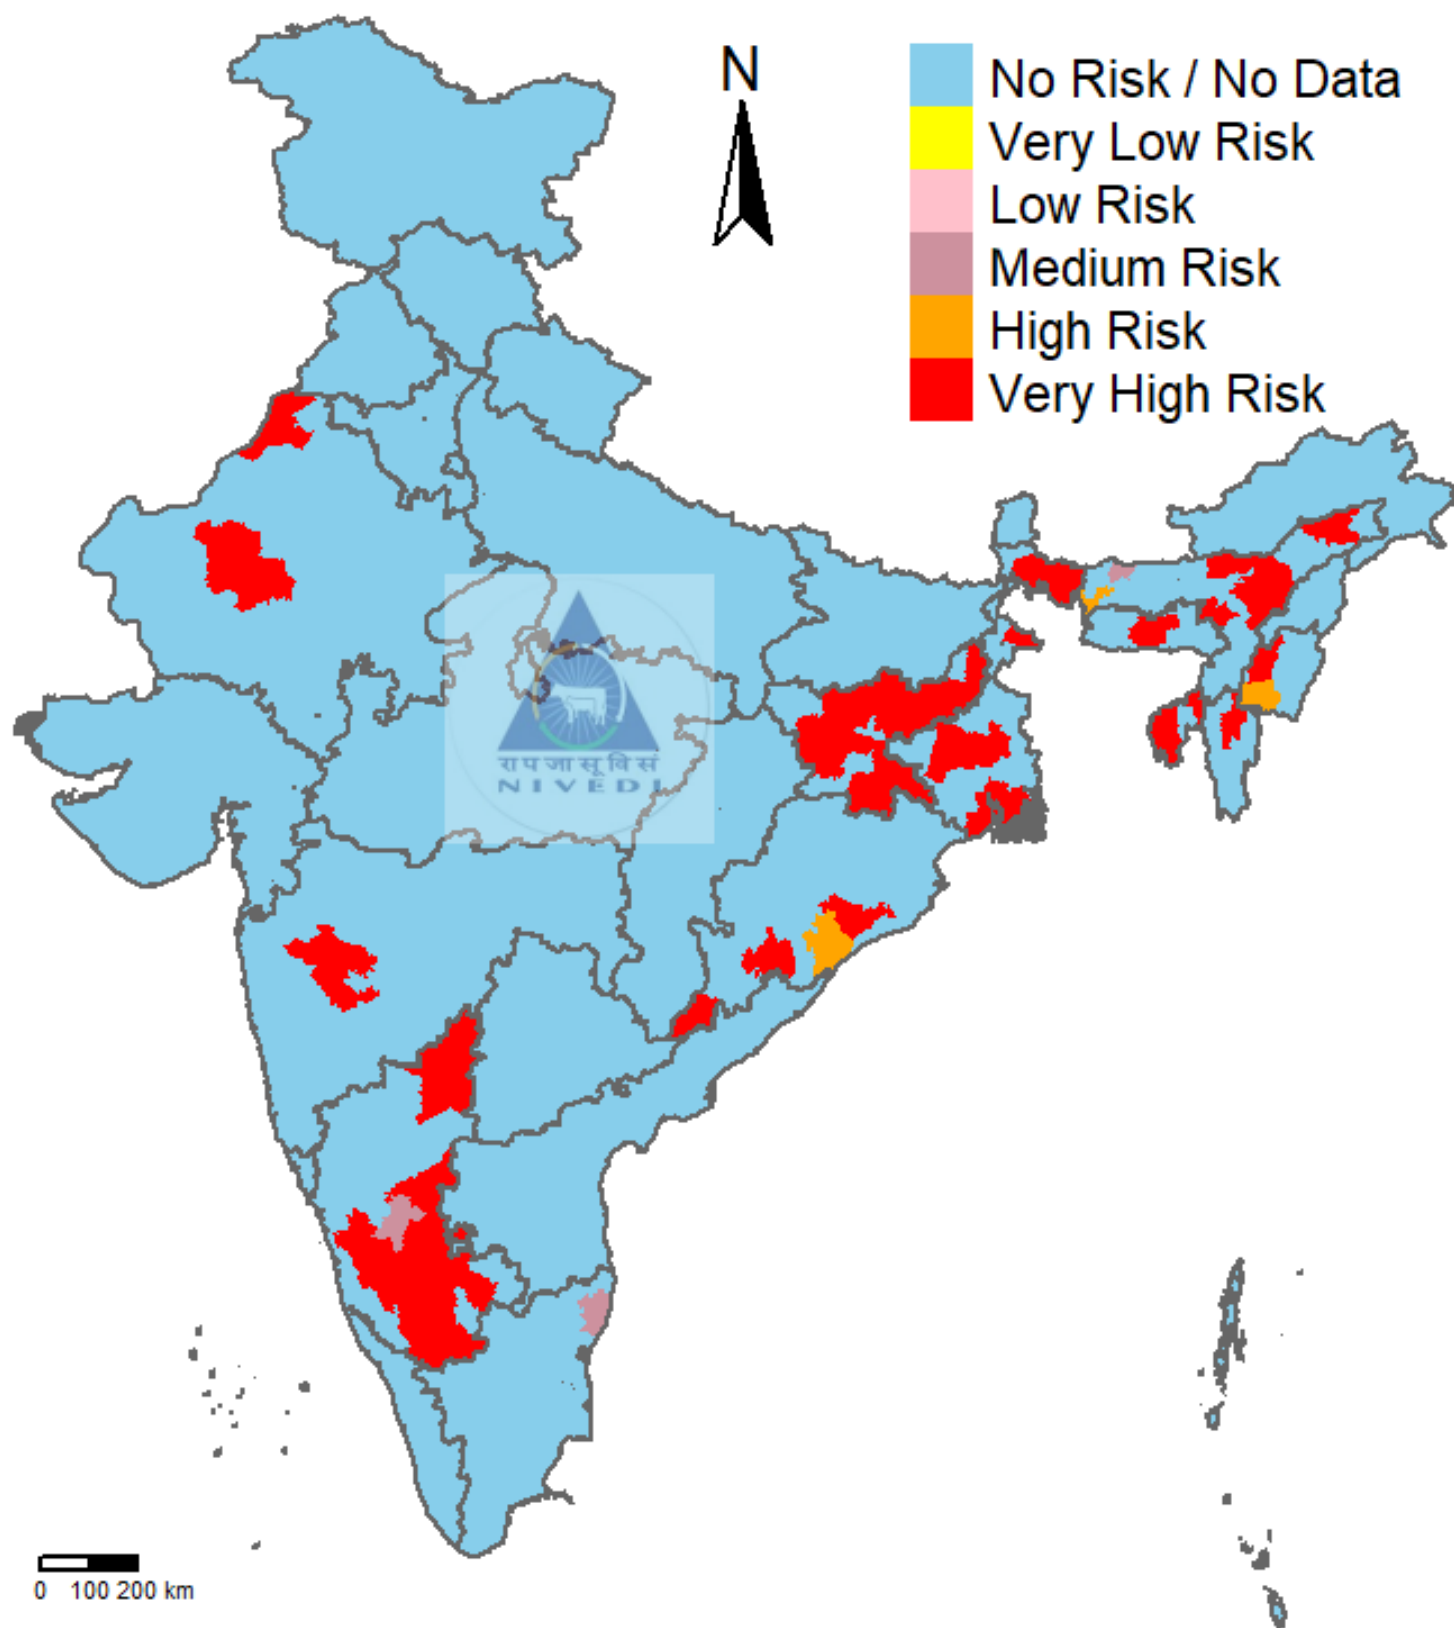 N
No Risk / No Data
Very Low Risk
Low Risk
Medium Risk
High Risk
Very High Risk
रा प जा सू वि सं
NIVEDI
0 100 200 km